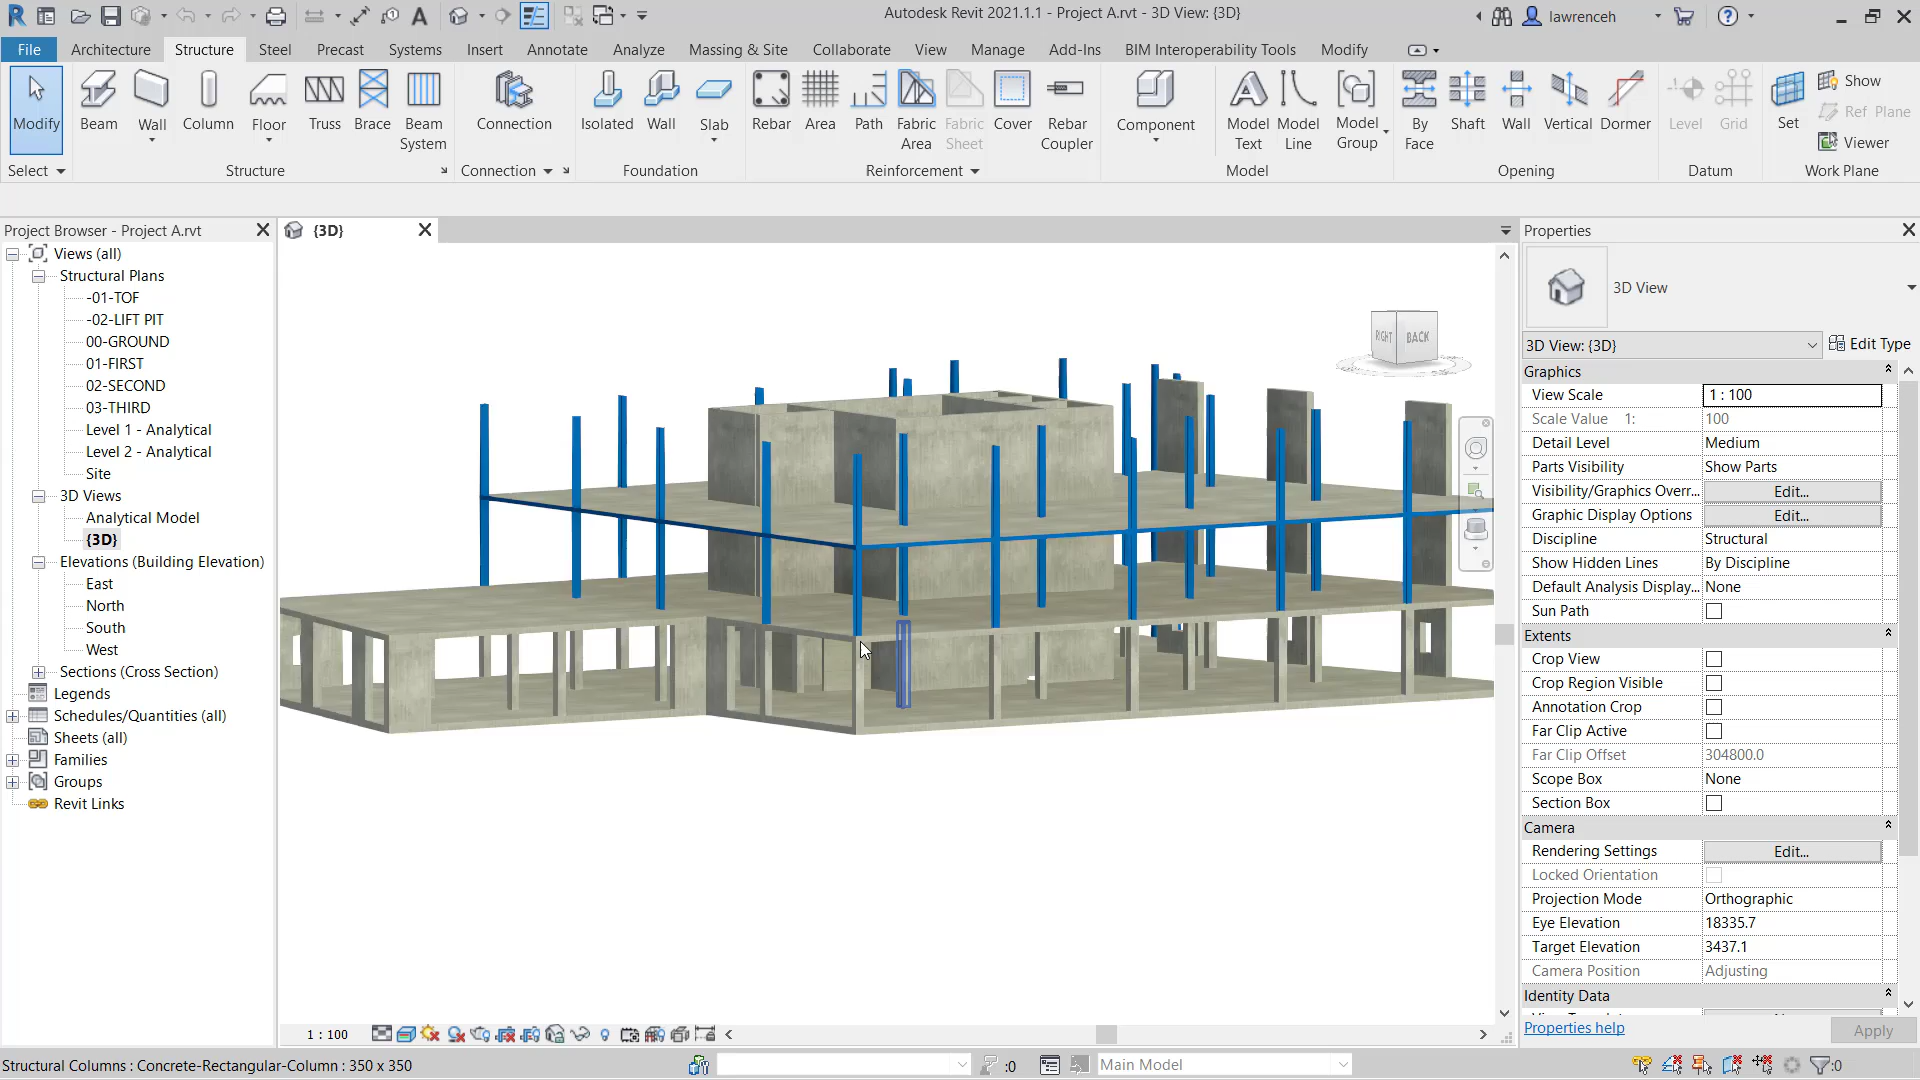 Autodesk Revit 2021.1.1 - Project A.rvt - 3D View: {3D}
lawrenceh
File
Architecture
Structure
Steel
Precast
Systems
Insert
Annotate
Analyze
Massing & Site
Collaborate
View
Manage
Add-Ins
BIM Interoperability Tools
Modify
Modify
Beam
Wall
Column
Floor
Truss
Brace
Beam
System
Connection
Isolated
Wall
Slab
Rebar
Area
Path
Fabric
Area
Fabric
Sheet
Cover
Rebar
Coupler
Component
Model
Text
Model
Line
Model
Group
By
Face
Shaft
Wall
Vertical
Dormer
Level
Grid
Set
Show
Ref Plane
Viewer
Select
Structure
Connection
Foundation
Reinforcement
Model
Opening
Datum
Work Plane
Project Browser - Project A.rvt
Views (all)
Structural Plans
-01-TOF
-02-LIFT PIT
00-GROUND
01-FIRST
02-SECOND
03-THIRD
Level 1 - Analytical
Level 2 - Analytical
Site
3D Views
Analytical Model
{3D}
Elevations (Building Elevation)
East
North
South
West
Sections (Cross Section)
Legends
Schedules/Quantities (all)
Sheets (all)
Families
Groups
Revit Links
{3D}
RIGHT
BACK
Properties
3D View
3D View: {3D}
Edit Type
Graphics
View Scale 1 : 100
Scale Value 1: 100
Detail Level Medium
Parts Visibility Show Parts
Visibility/Graphics Overr... Edit...
Graphic Display Options Edit...
Discipline Structural
Show Hidden Lines By Discipline
Default Analysis Display... None
Sun Path
Extents
Crop View
Crop Region Visible
Annotation Crop
Far Clip Active
Far Clip Offset 304800.0
Scope Box None
Section Box
Camera
Rendering Settings Edit...
Locked Orientation
Projection Mode Orthographic
Eye Elevation 18335.7
Target Elevation 3437.1
Camera Position Adjusting
Identity Data
Properties help
Apply
1 : 100
Structural Columns : Concrete-Rectangular-Column : 350 x 350
:0
Main Model
:0